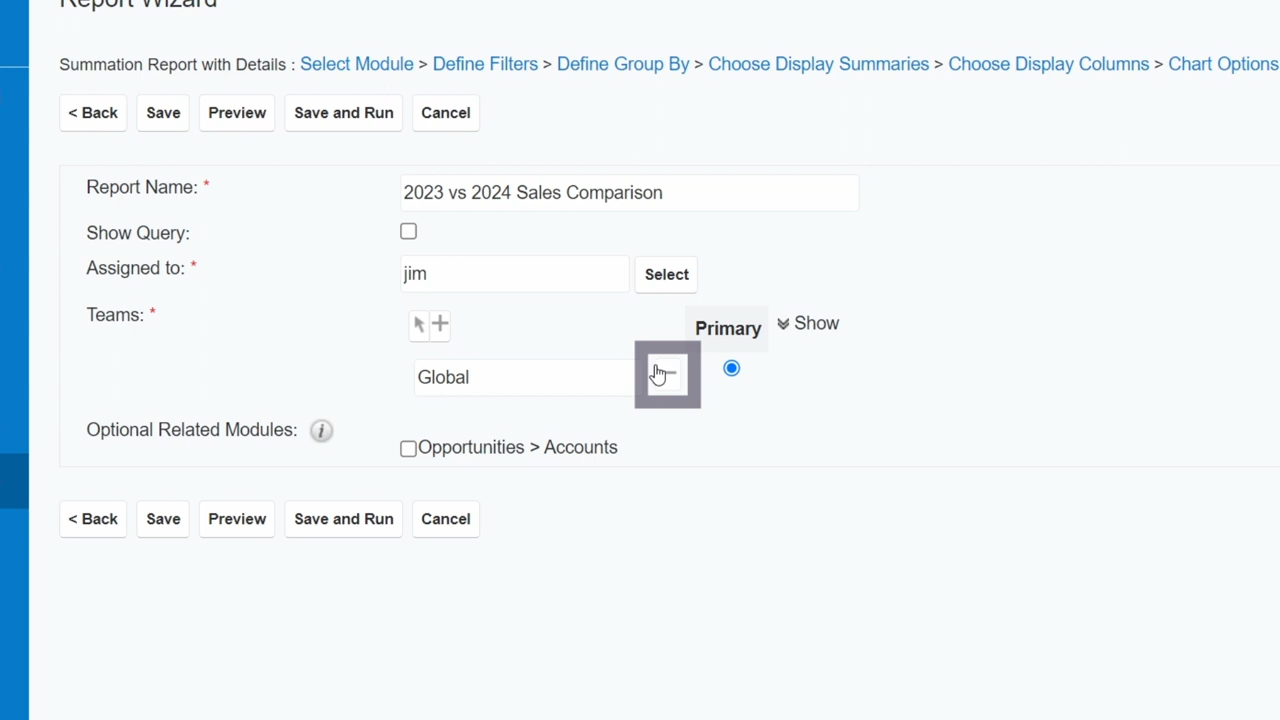 Report Wizard
Summation Report with Details : Select Module > Define Filters > Define Group By > Choose Display Summaries > Choose Display Columns > Chart Options
< Back Save Preview Save and Run Cancel
Report Name: * 2023 vs 2024 Sales Comparison
Show Query:
Assigned to: * jim Select
Teams: * Primary Show
Global
Optional Related Modules: i
Opportunities > Accounts
< Back Save Preview Save and Run Cancel